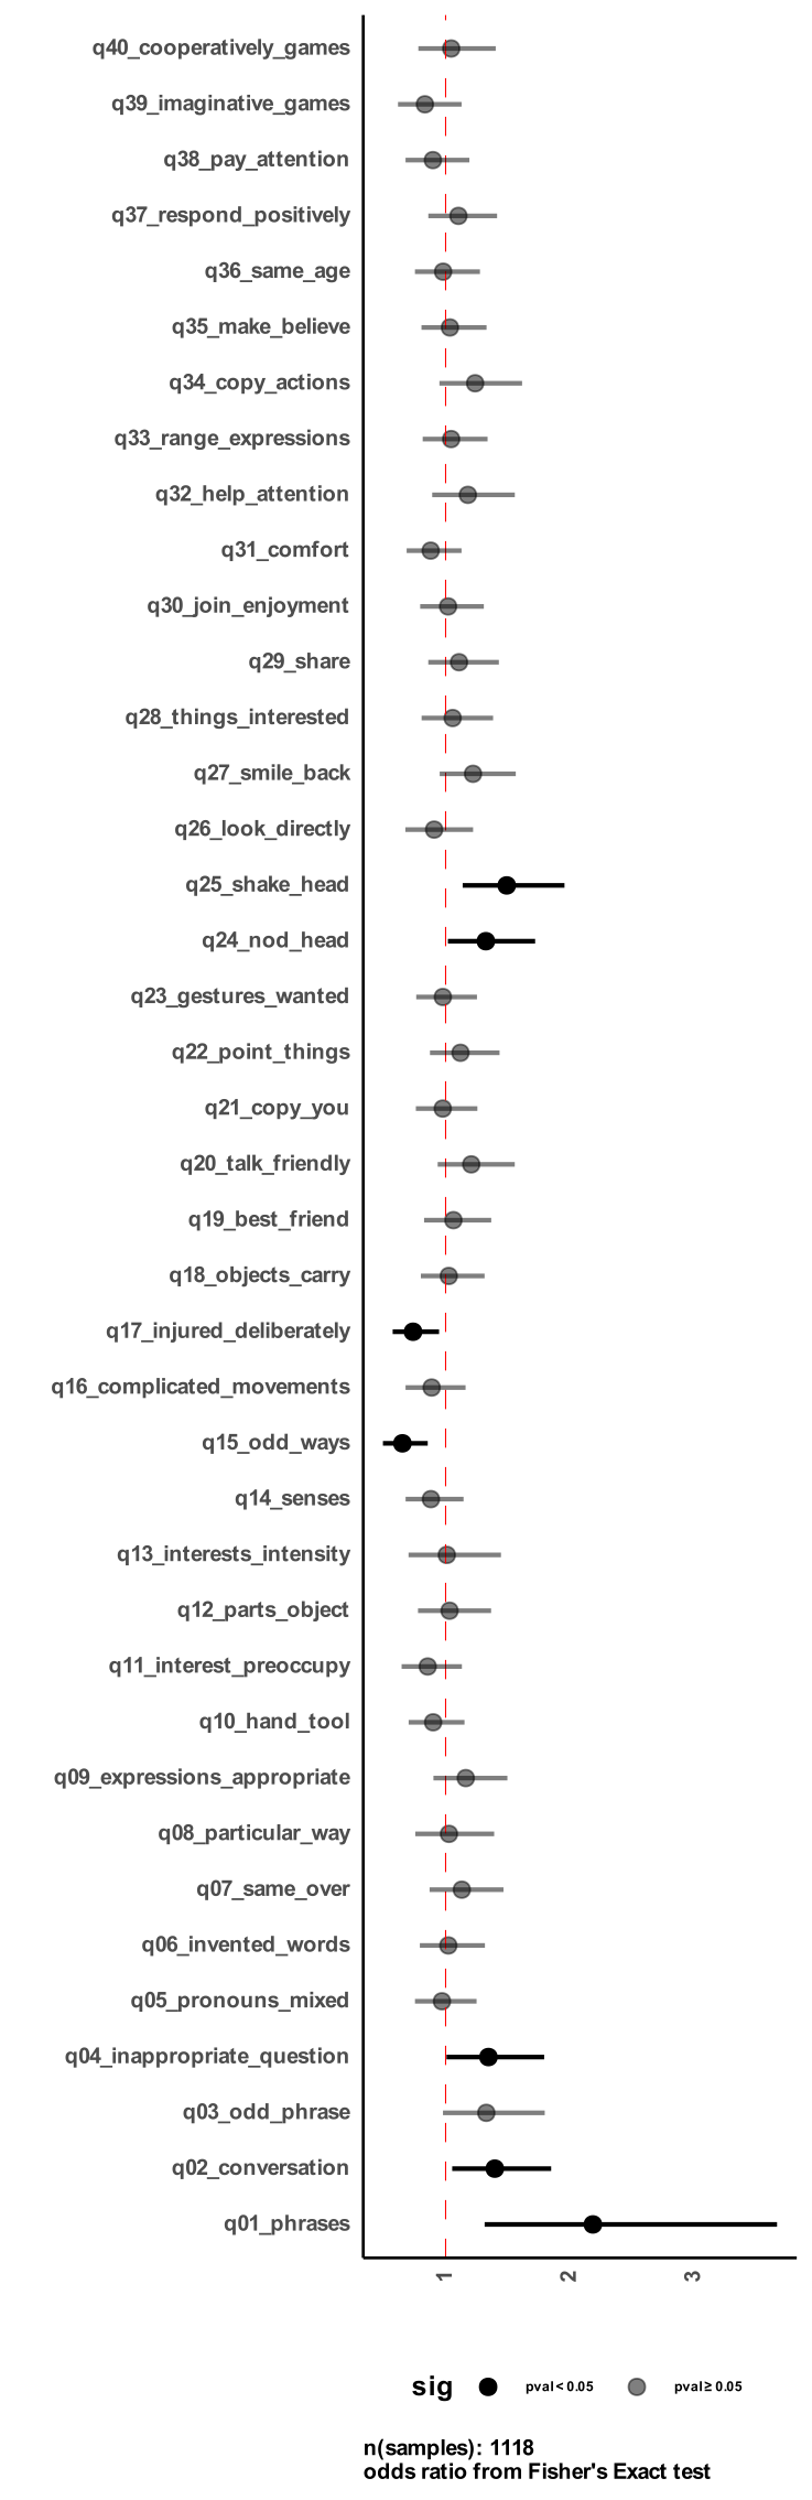 q40_cooperatively_games
q39_imaginative_games
q38_pay_attention
q37_respond_positively
q36_same_age
q35_make_believe
q34_copy_actions
q33_range_expressions
q32_help_attention
q31_comfort
q30_join_enjoyment
q29_share
q28_things_interested
q27_smile_back
q26_look_directly
q25_shake_head
q24_nod_head
q23_gestures_wanted
q22_point_things
q21_copy_you
q20_talk_friendly
q19_best_friend
q18_objects_carry
q17_injured_deliberately
q16_complicated_movements
q15_odd_ways
q14_senses
q13_interests_intensity
q12_parts_object
q11_interest_preoccupy
q10_hand_tool
q09_expressions_appropriate
q08_particular_way
q07_same_over
q06_invented_words
q05_pronouns_mixed
q04_inappropriate_question
q03_odd_phrase
q02_conversation
q01_phrases
1 2 3
sig pval < 0.05 pval ≥ 0.05
n(samples): 1118
odds ratio from Fisher's Exact test